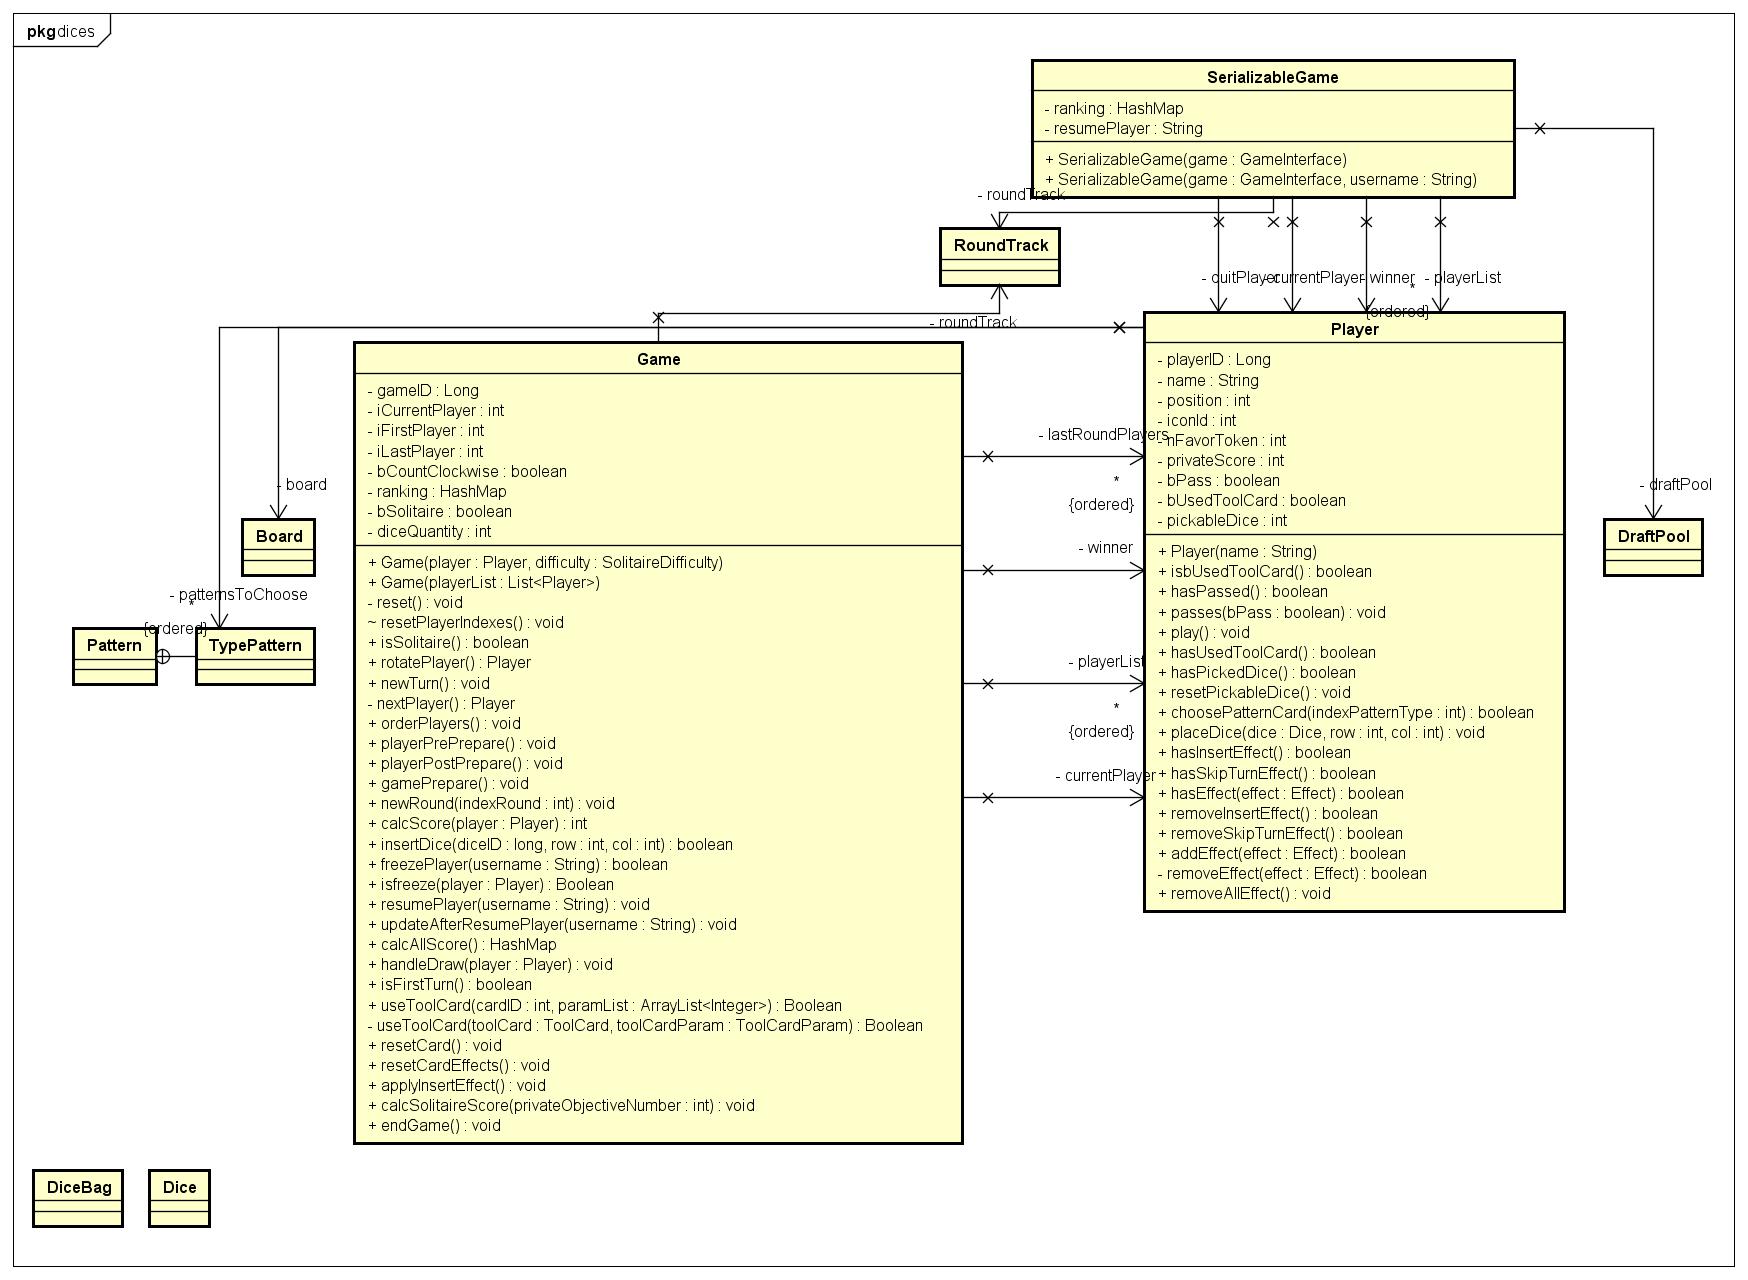 pkg dices
SerializableGame
- ranking : HashMap
- resumePlayer : String
+ SerializableGame(game : GameInterface)
+ SerializableGame(game : GameInterface, username : String)
- roundTrack
RoundTrack
- quitPlayer
- currentPlayer
- winner
- playerList
*
{ordered}
- roundTrack
Game
- gameID : Long
- iCurrentPlayer : int
- iFirstPlayer : int
- iLastPlayer : int
- bCountClockwise : boolean
- ranking : HashMap
- bSolitaire : boolean
- diceQuantity : int
+ Game(player : Player, difficulty : SolitaireDifficulty)
+ Game(playerList : List<Player>)
- reset() : void
~ resetPlayerIndexes() : void
+ isSolitaire() : boolean
+ rotatePlayer() : Player
+ newTurn() : void
- nextPlayer() : Player
+ orderPlayers() : void
+ playerPrePrepare() : void
+ playerPostPrepare() : void
+ gamePrepare() : void
+ newRound(indexRound : int) : void
+ calcScore(player : Player) : int
+ insertDice(diceID : long, row : int, col : int) : boolean
+ freezePlayer(username : String) : boolean
+ isfreeze(player : Player) : Boolean
+ resumePlayer(username : String) : void
+ updateAfterResumePlayer(username : String) : void
+ calcAllScore() : HashMap
+ handleDraw(player : Player) : void
+ isFirstTurn() : boolean
+ useToolCard(cardID : int, paramList : ArrayList<Integer>) : Boolean
- useToolCard(toolCard : ToolCard, toolCardParam : ToolCardParam) : Boolean
+ resetCard() : void
+ resetCardEffects() : void
+ applyInsertEffect() : void
+ calcSolitaireScore(privateObjectiveNumber : int) : void
+ endGame() : void
- lastRoundPlayers
*
{ordered}
- winner
- playerList
*
{ordered}
- currentPlayer
Player
- playerID : Long
- name : String
- position : int
- iconId : int
- nFavorToken : int
- privateScore : int
- bPass : boolean
- bUsedToolCard : boolean
- pickableDice : int
+ Player(name : String)
+ isbUsedToolCard() : boolean
+ hasPassed() : boolean
+ passes(bPass : boolean) : void
+ play() : void
+ hasUsedToolCard() : boolean
+ hasPickedDice() : boolean
+ resetPickableDice() : void
+ choosePatternCard(indexPatternType : int) : boolean
+ placeDice(dice : Dice, row : int, col : int) : void
+ hasInsertEffect() : boolean
+ hasSkipTurnEffect() : boolean
+ hasEffect(effect : Effect) : boolean
+ removeInsertEffect() : boolean
+ removeSkipTurnEffect() : boolean
+ addEffect(effect : Effect) : boolean
- removeEffect(effect : Effect) : boolean
+ removeAllEffect() : void
- draftPool
DraftPool
- board
Board
- patternsToChoose
*
{ordered}
Pattern
TypePattern
DiceBag
Dice